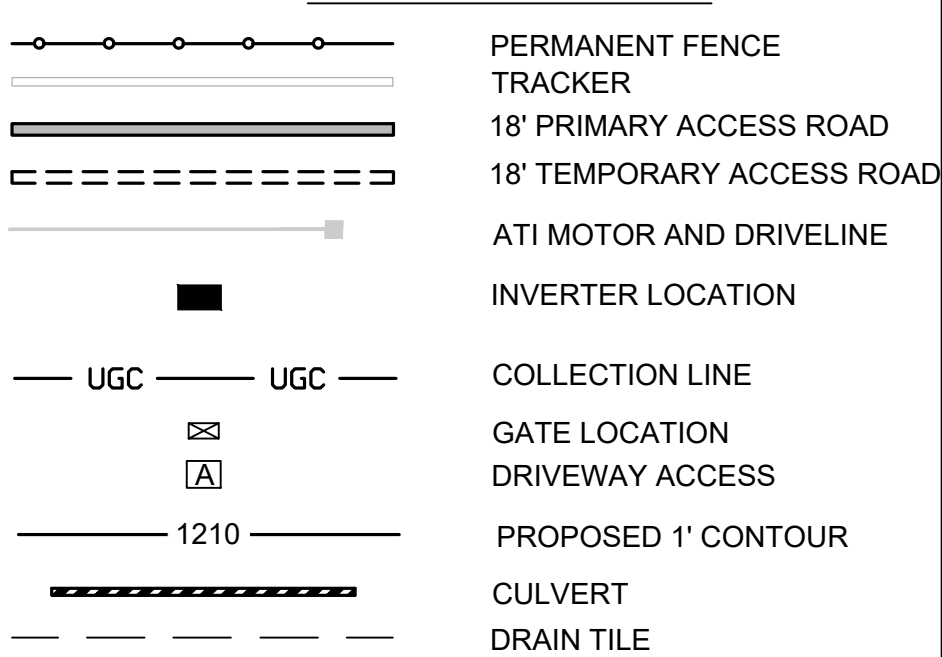 PERMANENT FENCE
TRACKER
18' PRIMARY ACCESS ROAD
18' TEMPORARY ACCESS ROAD
ATI MOTOR AND DRIVELINE
INVERTER LOCATION
UGC UGC COLLECTION LINE
GATE LOCATION
A DRIVEWAY ACCESS
1210 PROPOSED 1' CONTOUR
CULVERT
DRAIN TILE